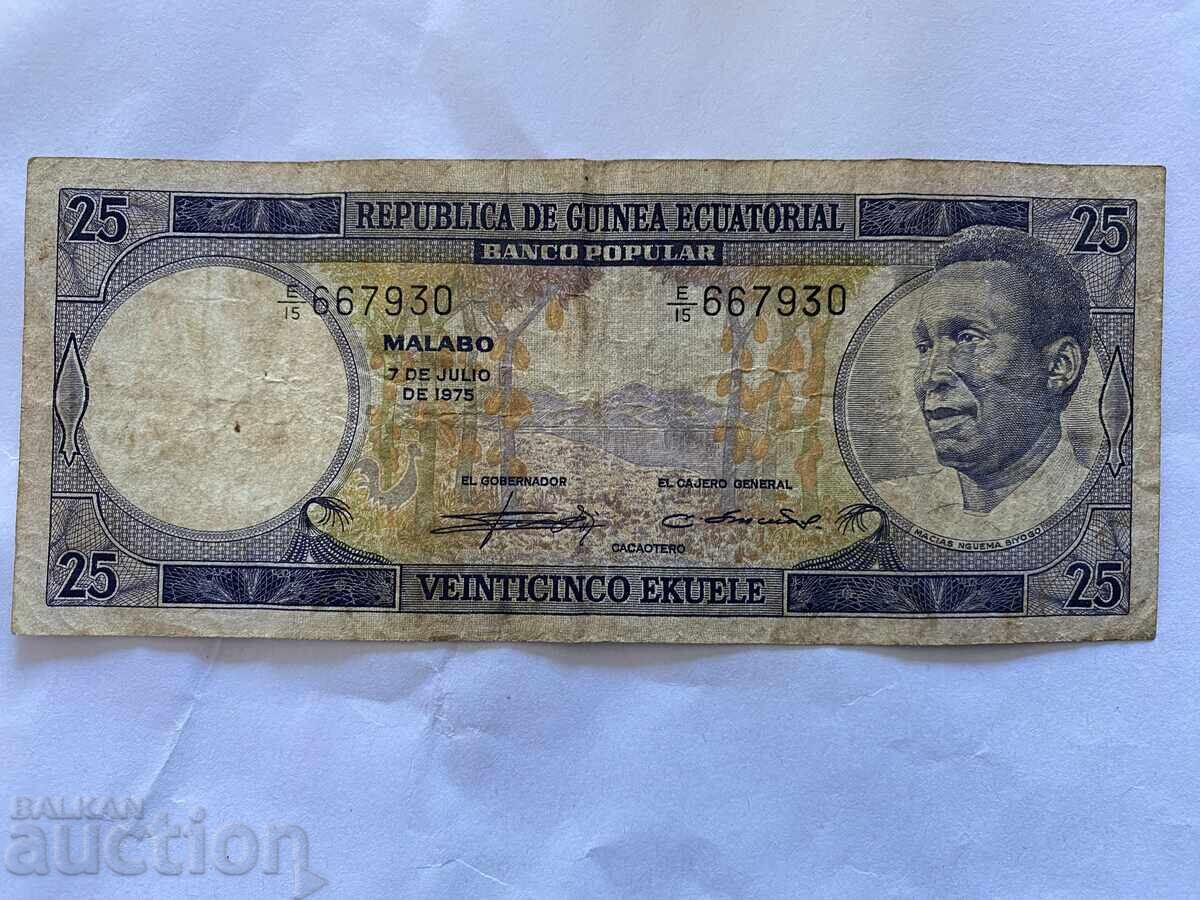 25 REPUBLICA DE GUINEA ECUATORIAL 25
BANCO POPULAR
E/15 667930 E/15 667930
MALABO
7 DE JULIO
DE 1975
EL GOBERNADOR EL CAJERO GENERAL
MACIAS NGUEMA BIYOGO
CACAOTERO
25 VEINTICINCO EKUELE 25
BALKAN
auction